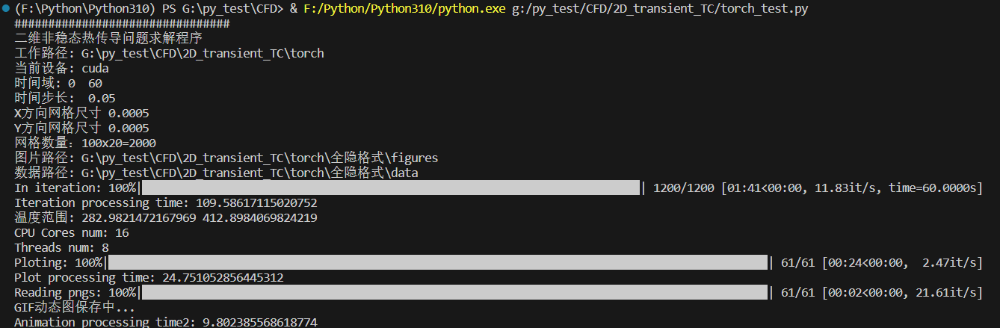 (F:\Python\Python310) PS G:\py_test\CFD> & F:/Python/Python310/python.exe g:/py_test/CFD/2D_transient_TC/torch_test.py
################################
二维非稳态热传导问题求解程序
工作路径: G:\py_test\CFD\2D_transient_TC\torch
当前设备: cuda
时间域: 0  60
时间步长:  0.05
X方向网格尺寸 0.0005
Y方向网格尺寸 0.0005
网格数量: 100x20=2000
图片路径: G:\py_test\CFD\2D_transient_TC\torch\全隐格式\figures
数据路径: G:\py_test\CFD\2D_transient_TC\torch\全隐格式\data
In iteration: 100%|| 1200/1200 [01:41<00:00, 11.83it/s, time=60.0000s]
Iteration processing time: 109.58617115020752
温度范围: 282.9821472167969 412.8984069824219
CPU Cores num: 16
Threads num: 8
Ploting: 100%|| 61/61 [00:24<00:00,  2.47it/s]
Plot processing time: 24.751052856445312
Reading pngs: 100%|| 61/61 [00:02<00:00, 21.61it/s]
GIF动态图保存中...
Animation processing time2: 9.802385568618774